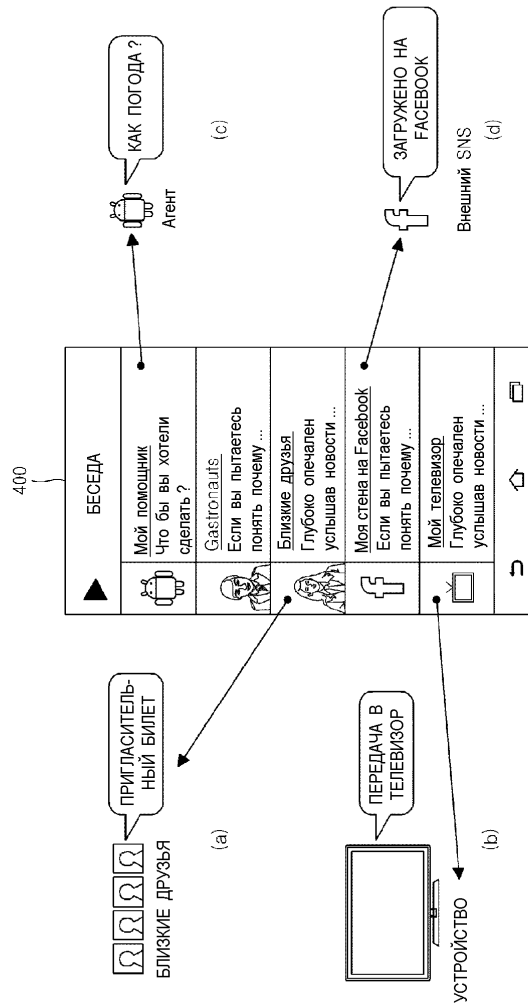 400
БЕСЕДА
Мой помощник
Что бы вы хотели
сделать ?
Gastronauts
Если вы пытаетесь
понять почему ...
Близкие друзья
Глубоко опечален
услышав новости ...
Моя стена на Facebook
Если вы пытаетесь
понять почему ...
Мой телевизор
Глубоко опечален
услышав новости ...
ПРИГЛАСИТЕЛЬ-
НЫЙ БИЛЕТ
БЛИЗКИЕ ДРУЗЬЯ
(a)
ПЕРЕДАЧА В
ТЕЛЕВИЗОР
УСТРОЙСТВО
(b)
КАК ПОГОДА ?
Агент
(c)
ЗАГРУЖЕНО НА
FACEBOOK
f
f
Внешний SNS
(d)